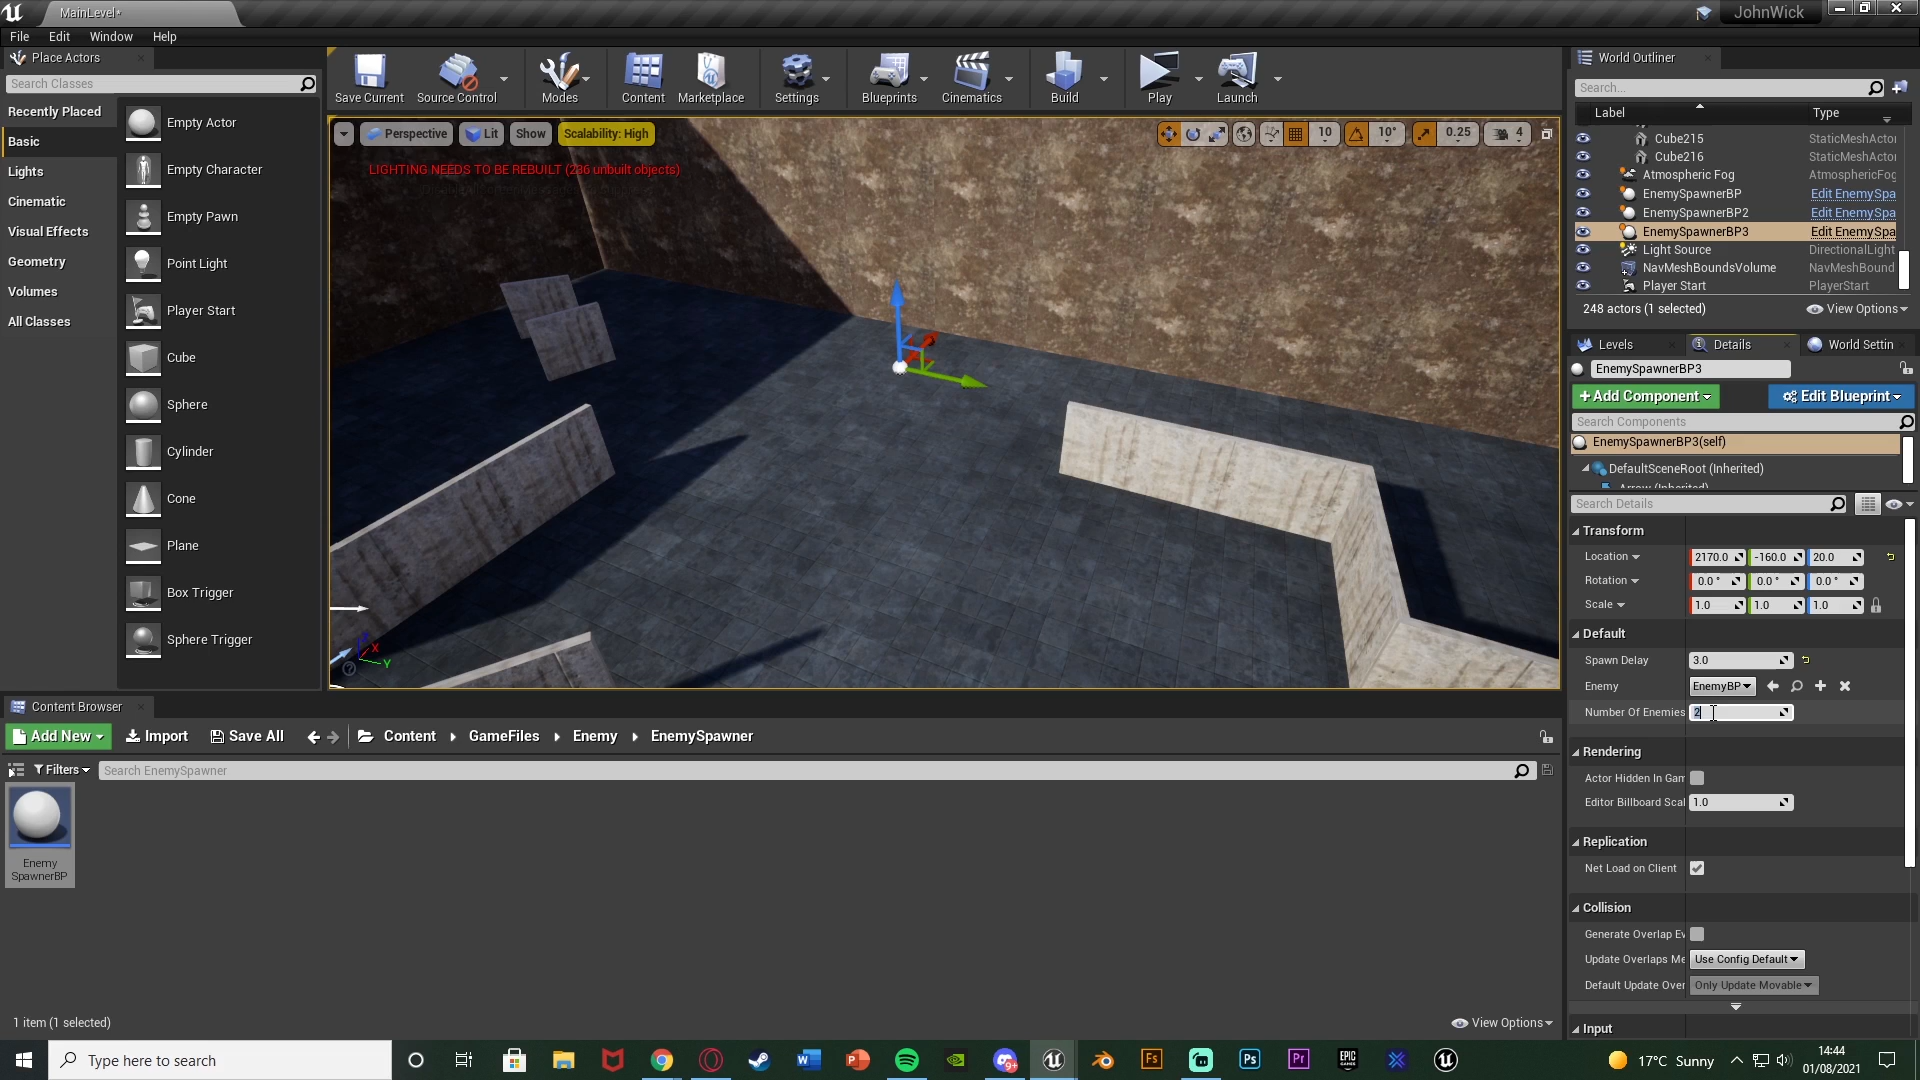 MainLevel*
JohnWick
File Edit Window Help
Place Actors
Search Classes
Recently Placed
Basic
Lights
Cinematic
Visual Effects
Geometry
Volumes
All Classes
Empty Actor
Empty Character
Empty Pawn
Point Light
Player Start
Cube
Sphere
Cylinder
Cone
Plane
Box Trigger
Sphere Trigger
Save Current Source Control Modes Content Marketplace Settings Blueprints Cinematics Build Play Launch
Perspective Lit Show Scalability: High 10 10° 0.25 4
LIGHTING NEEDS TO BE REBUILT (236 unbuilt objects)
X
Y
World Outliner
Search...
Label Type
Cube215 StaticMeshActor
Cube216 StaticMeshActor
Atmospheric Fog AtmosphericFog
EnemySpawnerBP Edit EnemySpa
EnemySpawnerBP2 Edit EnemySpa
EnemySpawnerBP3 Edit EnemySpa
Light Source DirectionalLight
NavMeshBoundsVolume NavMeshBound
Player Start PlayerStart
248 actors (1 selected) View Options
Levels Details World Settin
EnemySpawnerBP3
+Add Component Edit Blueprint
Search Components
EnemySpawnerBP3(self)
DefaultSceneRoot (Inherited)
Arrow (Inherited)
Search Details
Transform
Location 2170.0 -160.0 20.0
Rotation 0.0 ° 0.0 ° 0.0 °
Scale 1.0 1.0 1.0
Default
Spawn Delay 3.0
Enemy EnemyBP
Number Of Enemies 2
Rendering
Actor Hidden In Gam
Editor Billboard Scal 1.0
Replication
Net Load on Client
Collision
Generate Overlap Ev
Update Overlaps Me Use Config Default
Default Update Over Only Update Movable
Input
Content Browser
Add New Import Save All Content GameFiles Enemy EnemySpawner
Filters Search EnemySpawner
Enemy
SpawnerBP
1 item (1 selected) View Options
Type here to search
9+
17°C Sunny
14:44
01/08/2021